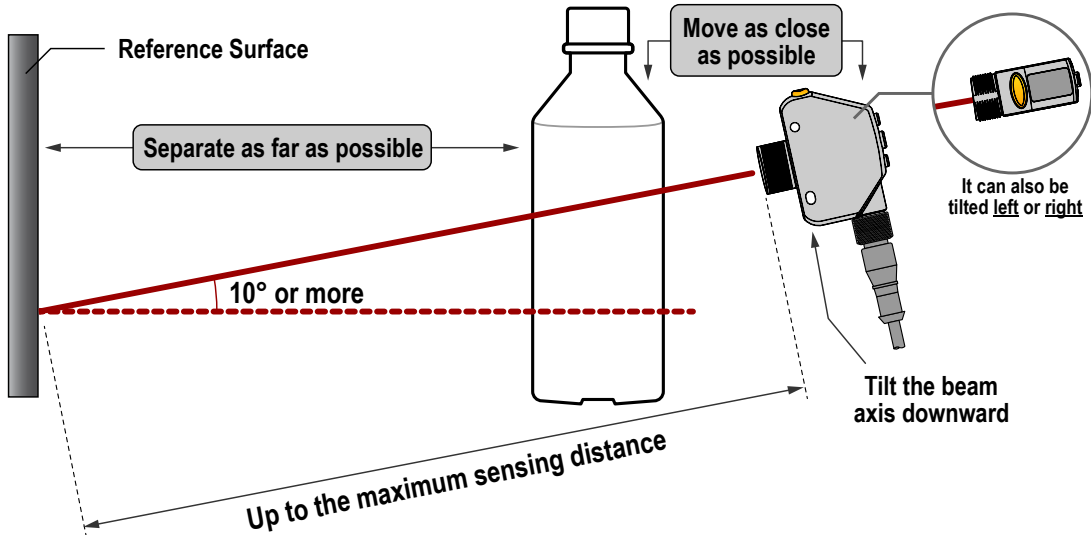 Reference Surface
Move as close
as possible
Separate as far as possible
It can also be
tilted left or right
10° or more
Tilt the beam
axis downward
Up to the maximum sensing distance